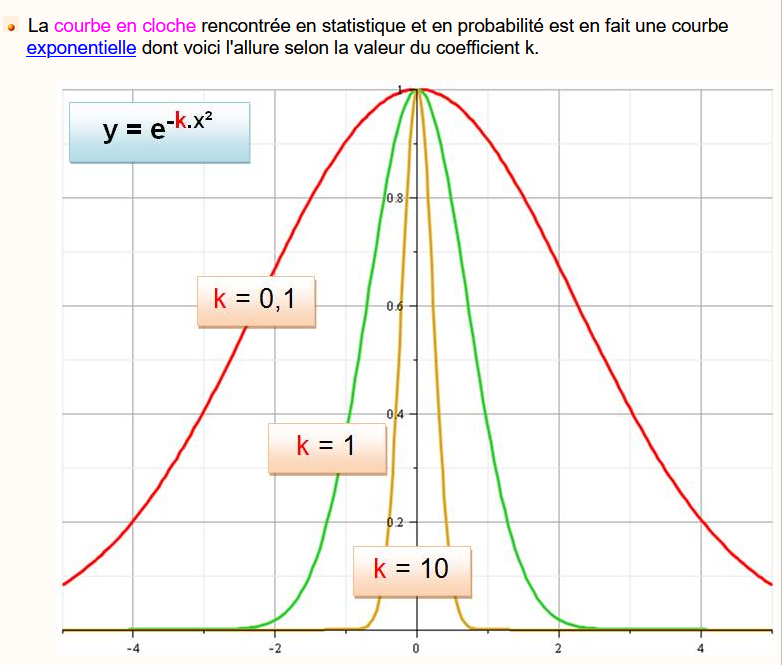 La courbe en cloche rencontrée en statistique et en probabilité est en fait une courbe
exponentielle dont voici l'allure selon la valeur du coefficient k.
y = e^-k.x²
1
0.8
k = 0,1
0.6
0.4
k = 1
0.2
k = 10
-4 -2 0 2 4